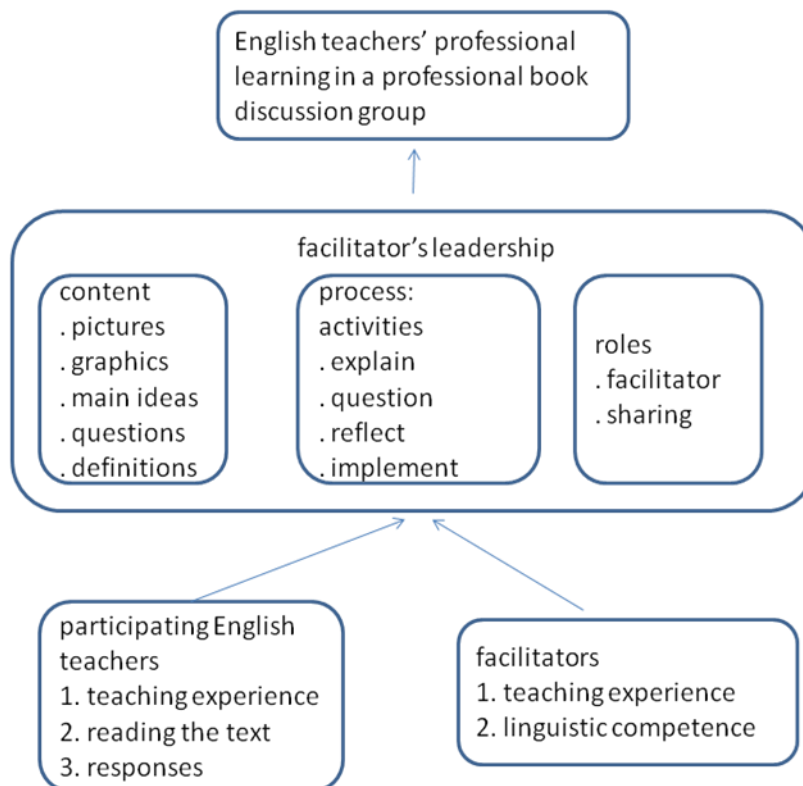 English teachers’ professional
learning in a professional book
discussion group
facilitator’s leadership
content
. pictures
. graphics
. main ideas
. questions
. definitions
process:
activities
. explain
. question
. reflect
. implement
roles
. facilitator
. sharing
participating English
teachers
1. teaching experience
2. reading the text
3. responses
facilitators
1. teaching experience
2. linguistic competence